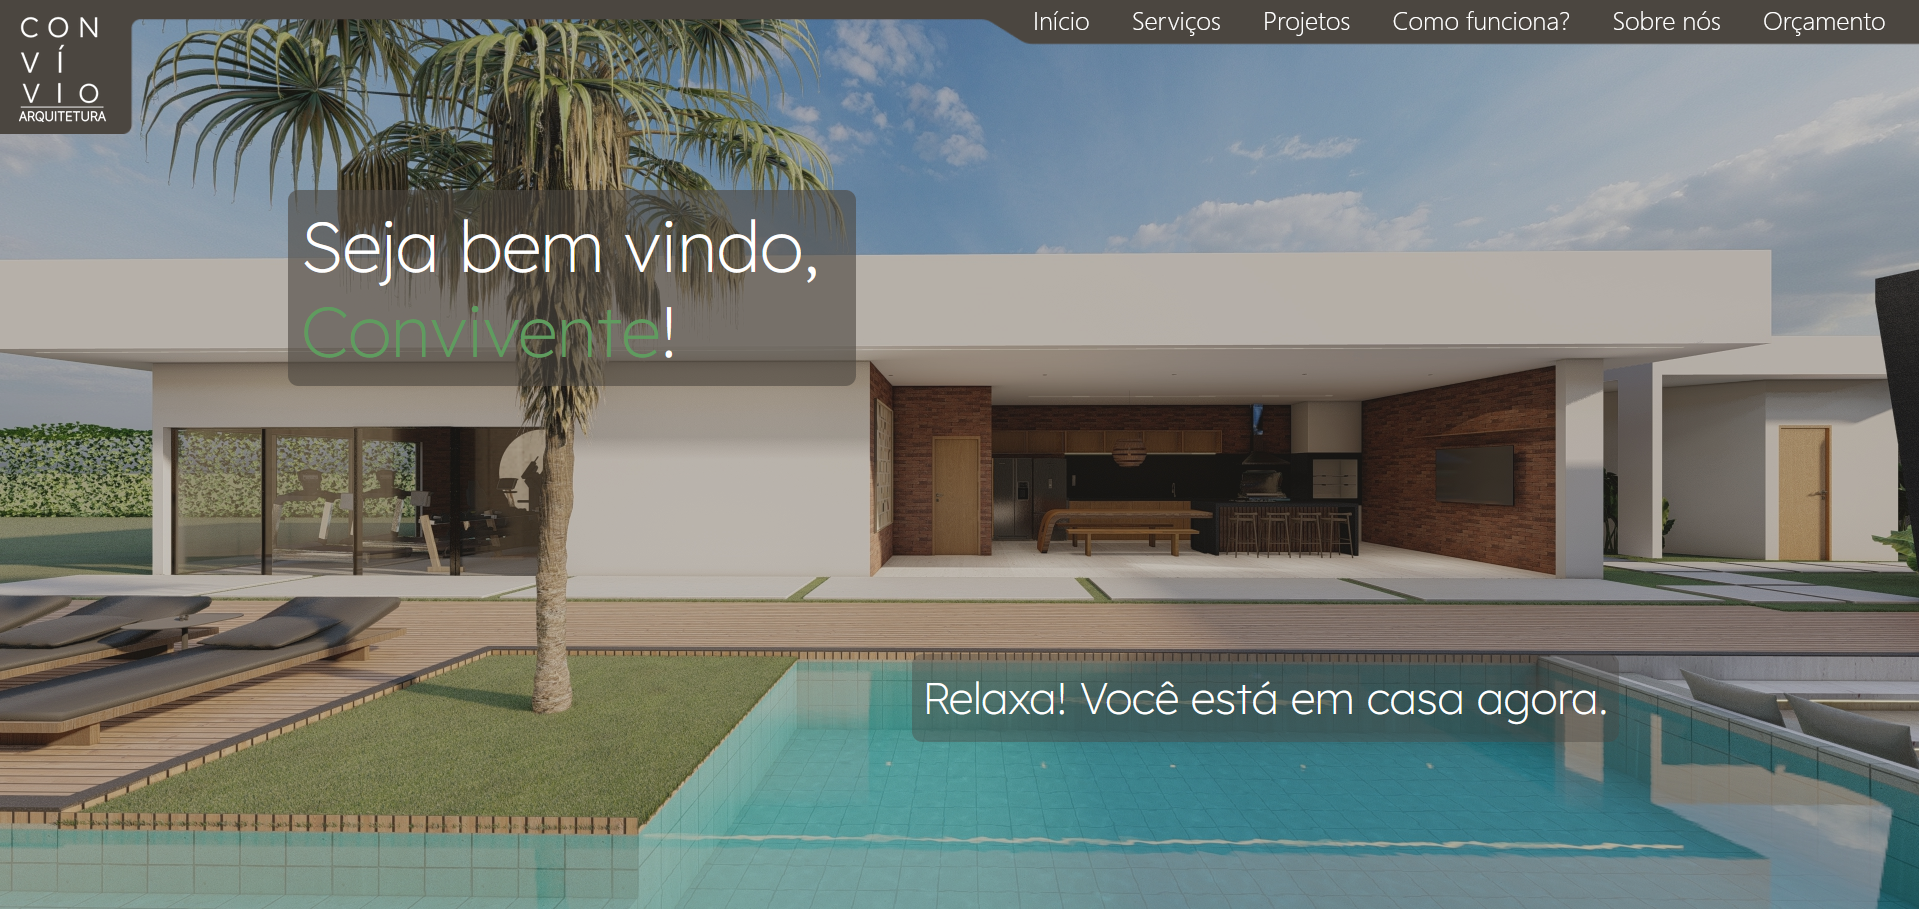 CON
VÍ
VIO
ARQUITETURA
Início Serviços Projetos Como funciona? Sobre nós Orçamento
Seja bem vindo,
Convivente!
Relaxa! Você está em casa agora.